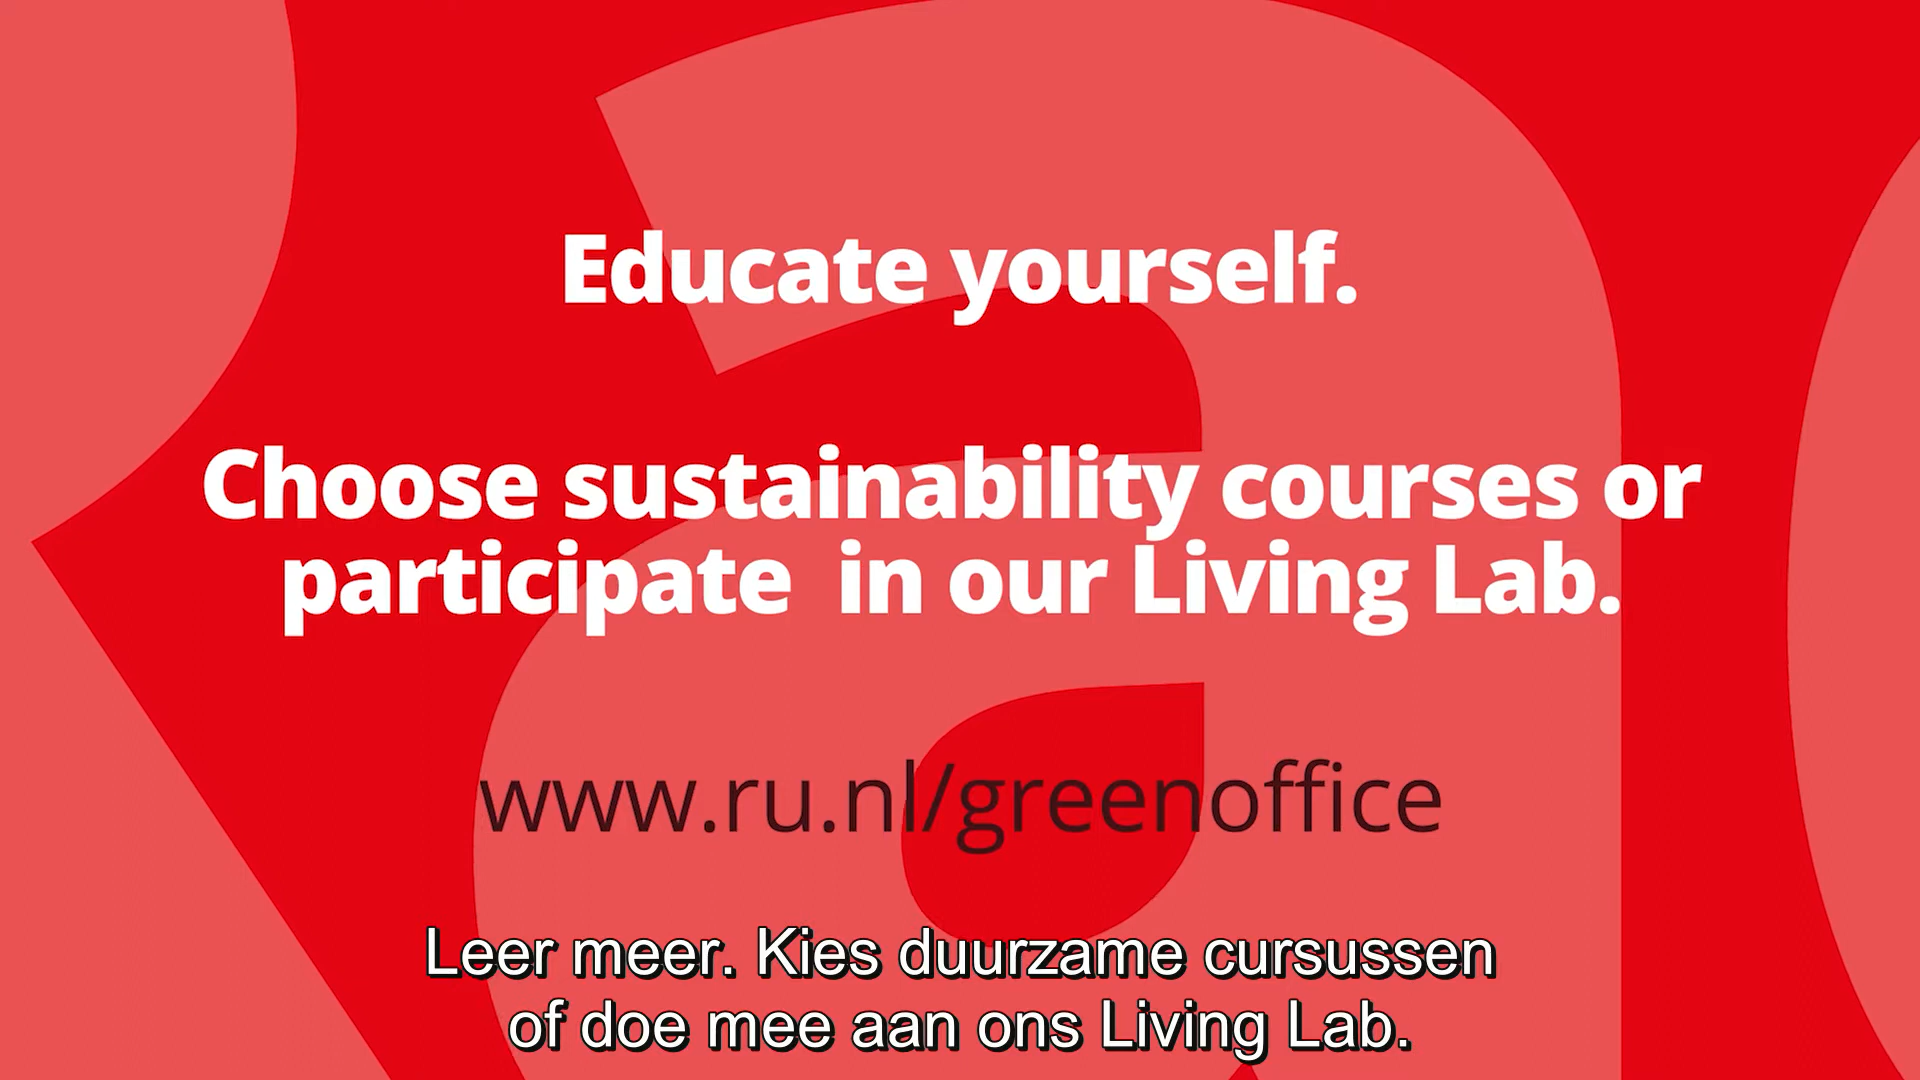 Educate yourself.
Choose sustainability courses or
participate  in our Living Lab.
www.ru.nl/greenoffice
Leer meer. Kies duurzame cursussen
of doe mee aan ons Living Lab.